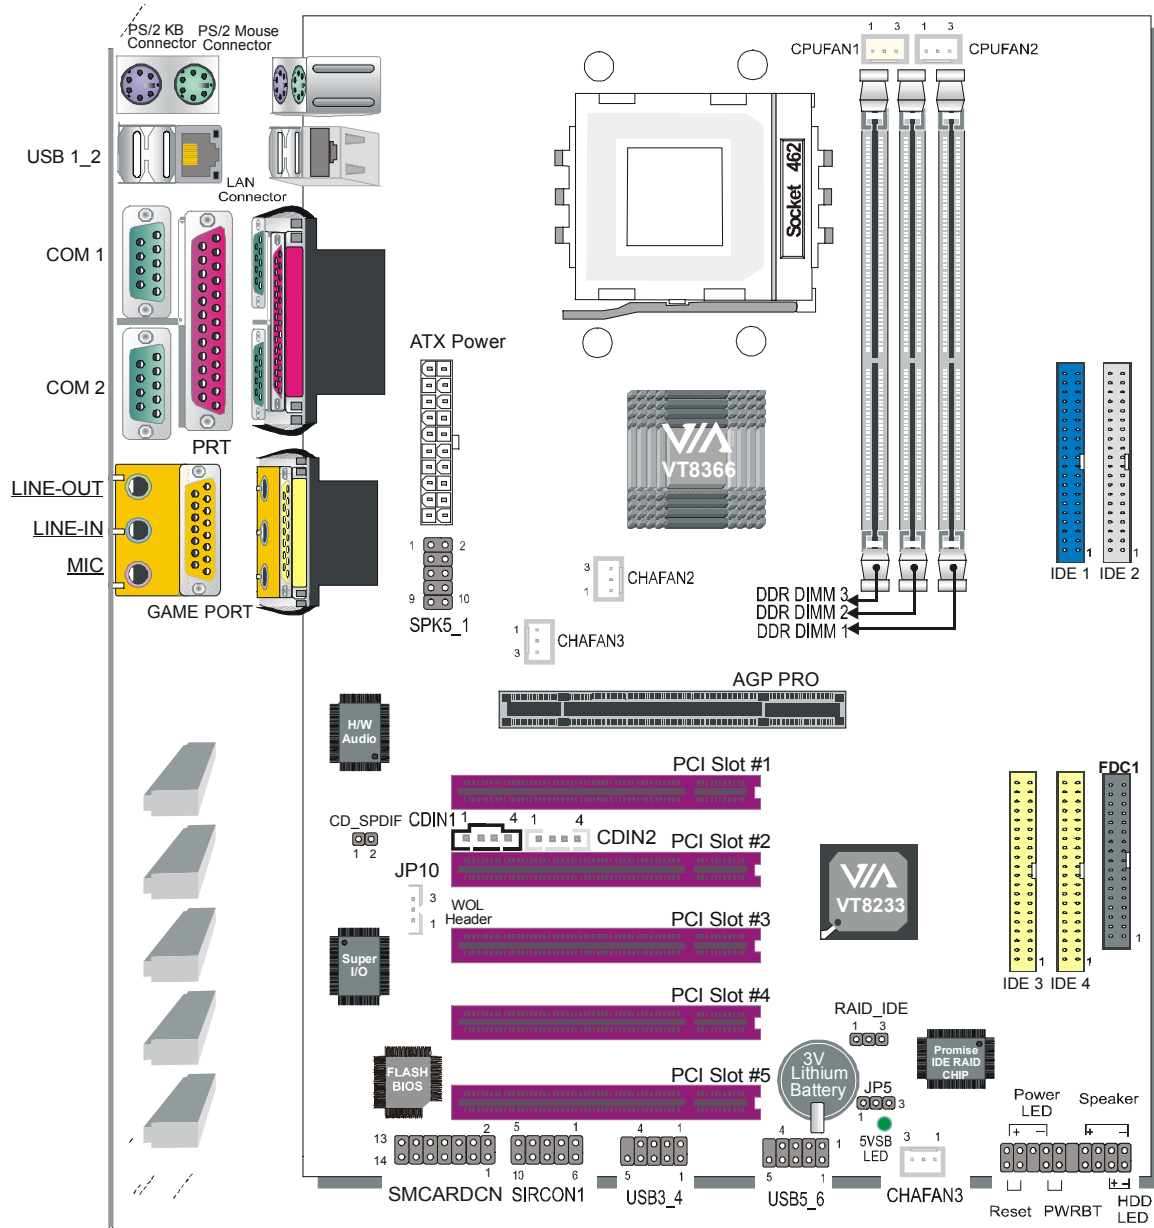 PS/2 KB
Connector
PS/2 Mouse
Connector
USB 1_2
LAN
Connector
COM 1
COM 2
PRT
LINE-OUT
LINE-IN
MIC
GAME PORT
1 3
CPUFAN1
1 3
CPUFAN2
Socket 462
ATX Power
VIA
VT8366
1 2
9 10
SPK5_1
3
1
CHAFAN2
1
3
CHAFAN3
DDR DIMM 3
DDR DIMM 2
DDR DIMM 1
1
IDE 1
1
IDE 2
AGP PRO
H/W
Audio
PCI Slot #1
CD_SPDIF
1 2
CDIN1
1 4
1 4
CDIN2
PCI Slot #2
JP10
3
1
WOL
Header
PCI Slot #3
Super
I/O
PCI Slot #4
FLASH
BIOS
PCI Slot #5
VIA
VT8233
1
IDE 3
1
IDE 4
FDC1
1
RAID_IDE
1 3
Promise
IDE RAID
CHIP
3V
Lithium
Battery
JP5
1 3
5VSB
LED
13 2
14 1
SMCARDCN
5 1
10 6
SIRCON1
4 1
5 1
USB3_4
4 1
5 1
USB5_6
3 1
CHAFAN3
Power
LED
+ −
Speaker
+ −
Reset
PWRBT
+ −
HDD
LED